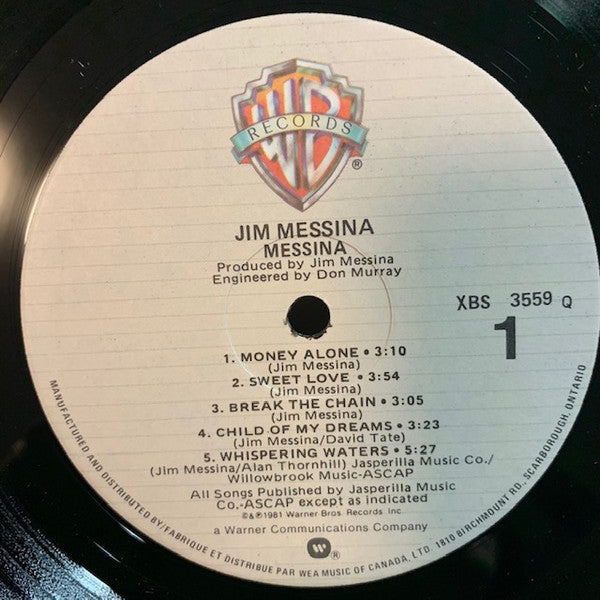 WB
RECORDS
®
JIM MESSINA
MESSINA
Produced by Jim Messina
Engineered by Don Murray
XBS 3559 Q
1
1. MONEY ALONE • 3:10
(Jim Messina)
2. SWEET LOVE • 3:54
(Jim Messina)
3. BREAK THE CHAIN • 3:05
(Jim Messina)
4. CHILD OF MY DREAMS • 3:23
(Jim Messina/David Tate)
5. WHISPERING WATERS • 5:27
(Jim Messina/Alan Thornhill) Jasperilla Music Co./
Willowbrook Music-ASCAP
All Songs Published by Jasperilla Music
Co.-ASCAP except as indicated
©&℗1981 Warner Bros. Records Inc.
a Warner Communications Company
®
MANUFACTURED AND DISTRIBUTED BY/FABRIQUE ET DISTRIBUE PAR WEA MUSIC OF CANADA, LTD. 1810 BIRCHMOUNT RD., SCARBOROUGH, ONTARIO